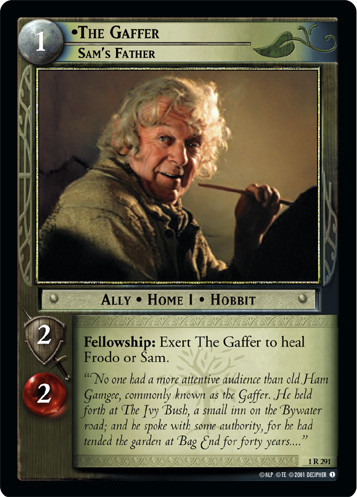 1
•The Gaffer
Sam's Father
Ally • Home 1 • Hobbit
2
Fellowship: Exert The Gaffer to heal
Frodo or Sam.
2
"'No one had a more attentive audience than old Ham
Gamgee, commonly known as the Gaffer. He held
forth at The Ivy Bush, a small inn on the Bywater
road; and he spoke with some authority, for he had
tended the garden at Bag End for forty years....'"
1 R 291
©NLP ©TE ©2001 DECIPHER 1